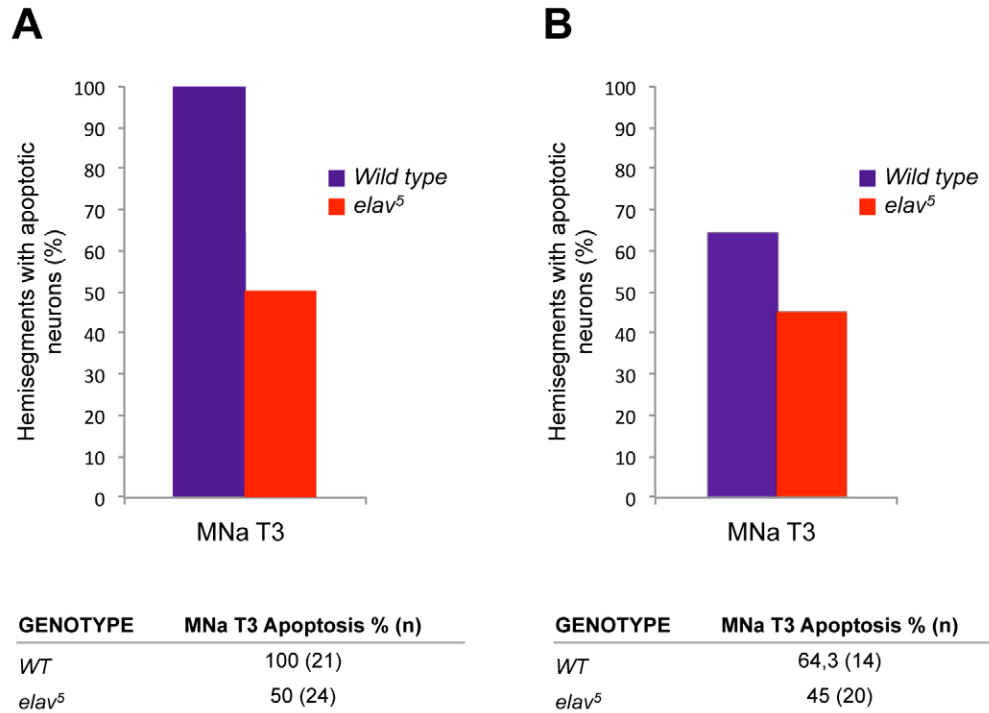 A
Hemisegments with apoptotic
neurons (%)
100
90
80
70
60
50
40
30
20
10
0
Wild type
elav⁵
MNa T3
GENOTYPE MNa T3 Apoptosis % (n)
WT 100 (21)
elav⁵ 50 (24)
B
Hemisegments with apoptotic
neurons (%)
100
90
80
70
60
50
40
30
20
10
0
Wild type
elav⁵
MNa T3
GENOTYPE MNa T3 Apoptosis % (n)
WT 64,3 (14)
elav⁵ 45 (20)